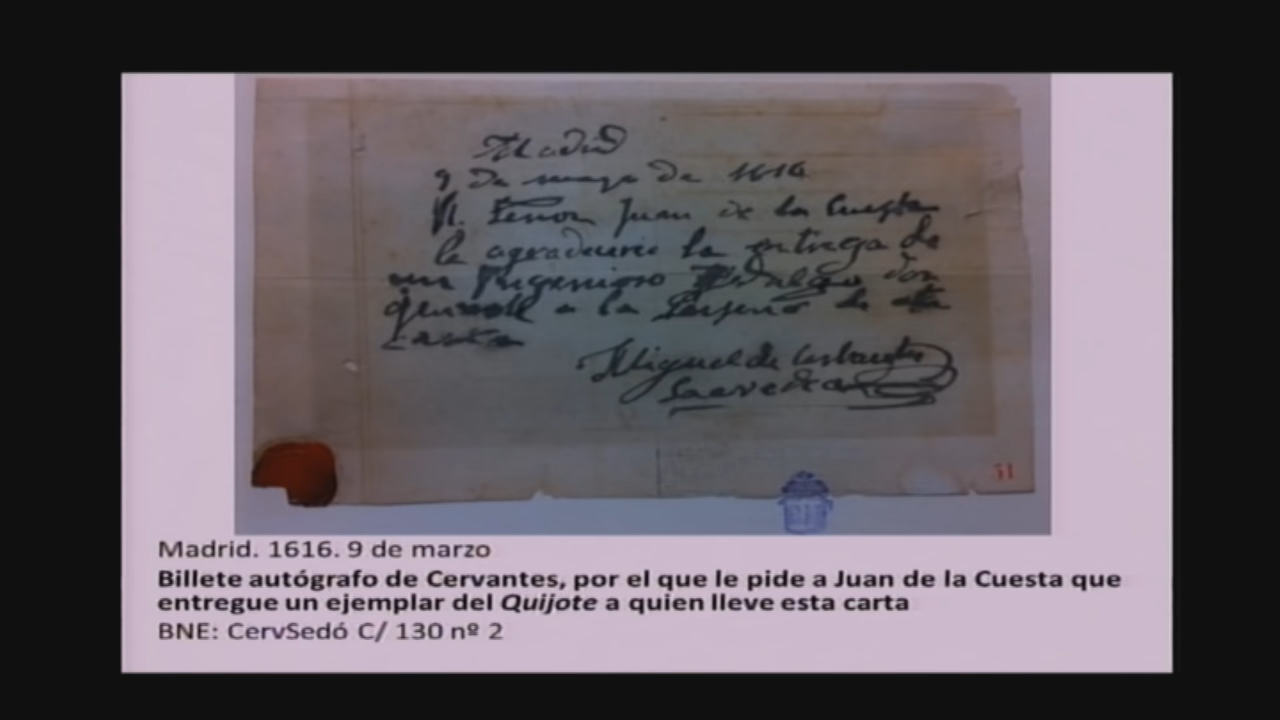 Madrid
9 de mayo de 1616
Señor Juan de la Cuesta
le agradeceré la entrega de
un Ingenioso Hidalgo don
a la persona de esta
carta
Miguel de Cerbantes
Saavedra
51
Madrid. 1616. 9 de marzo
Billete autógrafo de Cervantes, por el que le pide a Juan de la Cuesta que
entregue un ejemplar del Quijote a quien lleve esta carta
BNE: CervSedó C/ 130 nº 2